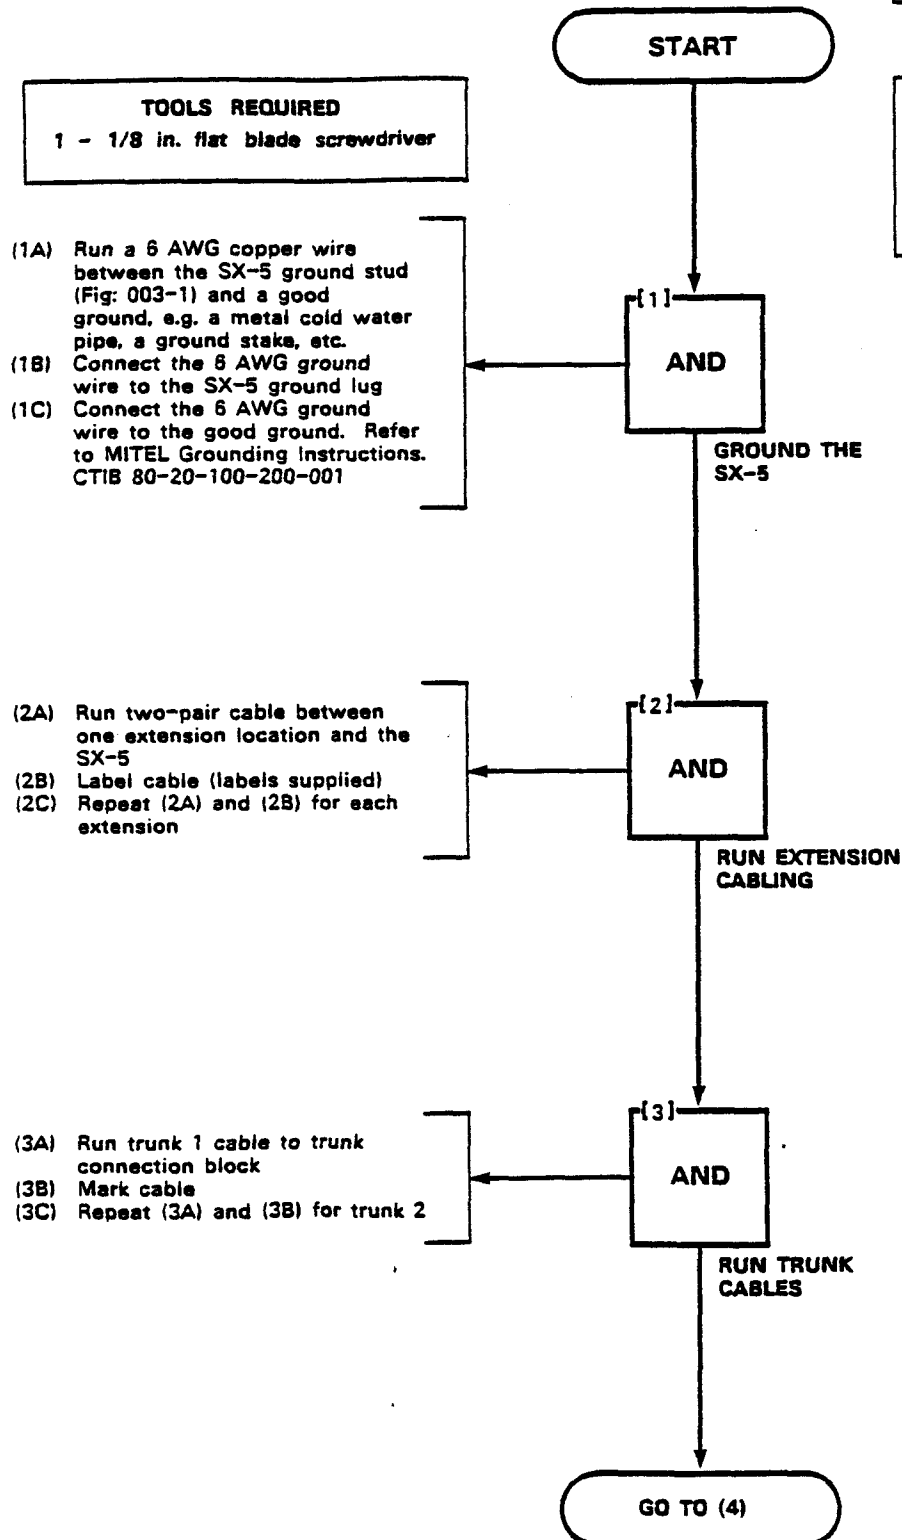 START
TOOLS REQUIRED
1 - 1/8 in. flat blade screwdriver
(1A) Run a 6 AWG copper wire
between the SX-5 ground stud
(Fig: 003-1) and a good
ground, e.g. a metal cold water
pipe, a ground stake, etc.
(1B) Connect the 6 AWG ground
wire to the SX-5 ground lug
(1C) Connect the 6 AWG ground
wire to the good ground. Refer
to MITEL Grounding Instructions.
CTIB 80-20-100-200-001
[1]
AND
GROUND THE
SX-5
(2A) Run two-pair cable between
one extension location and the
SX-5
(2B) Label cable (labels supplied)
(2C) Repeat (2A) and (2B) for each
extension
[2]
AND
RUN EXTENSION
CABLING
(3A) Run trunk 1 cable to trunk
connection block
(3B) Mark cable
(3C) Repeat (3A) and (3B) for trunk 2
[3]
AND
RUN TRUNK
CABLES
GO TO (4)